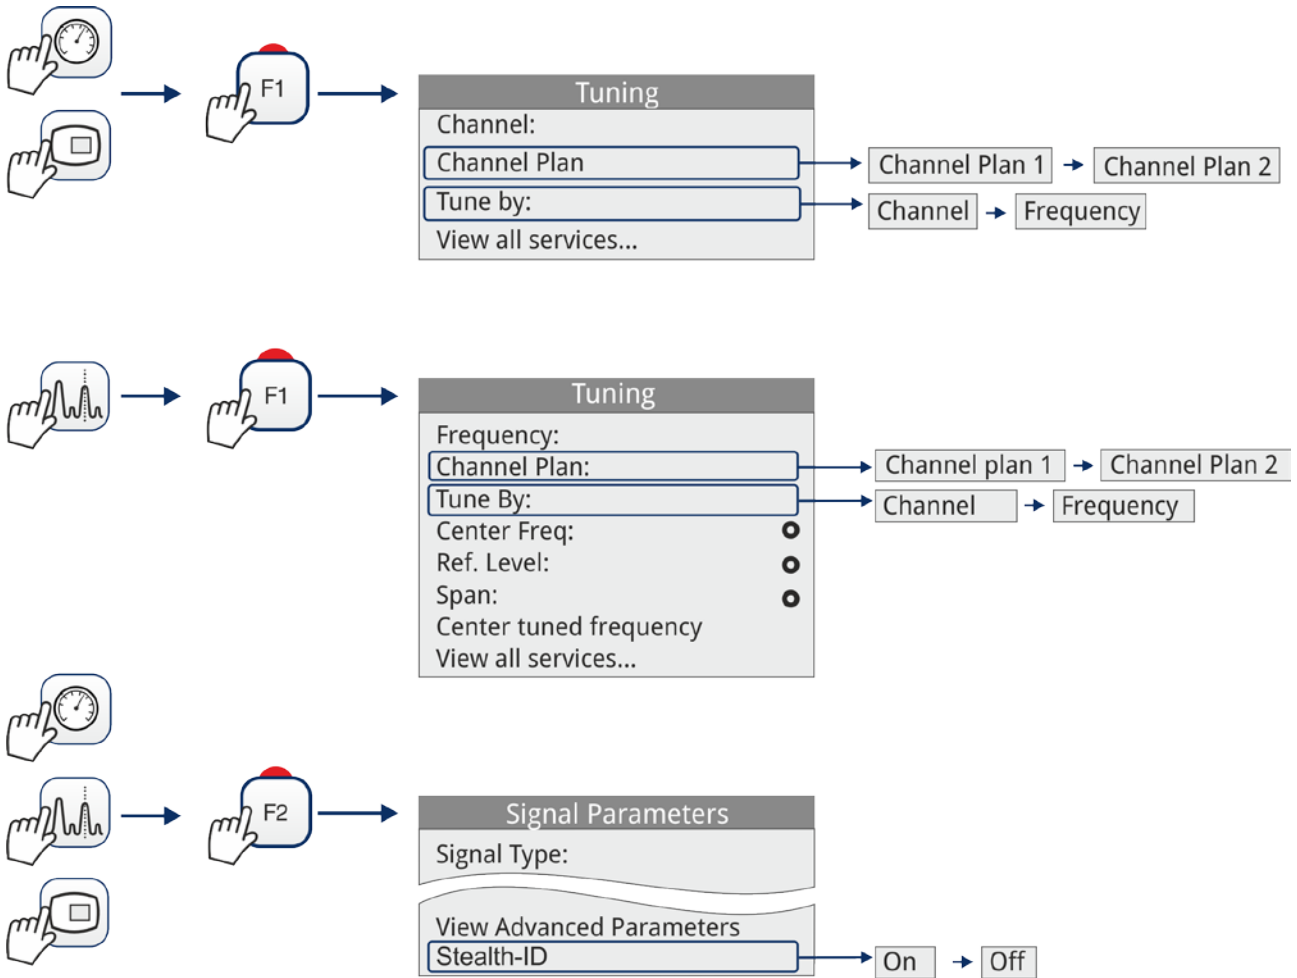 F1
Tuning
Channel:
Channel Plan
Channel Plan 1
Channel Plan 2
Tune by:
Channel
Frequency
View all services...
F1
Tuning
Frequency:
Channel Plan:
Channel plan 1
Channel Plan 2
Tune By:
Channel
Frequency
Center Freq:
Ref. Level:
Span:
Center tuned frequency
View all services...
F2
Signal Parameters
Signal Type:
View Advanced Parameters
Stealth-ID
On
Off